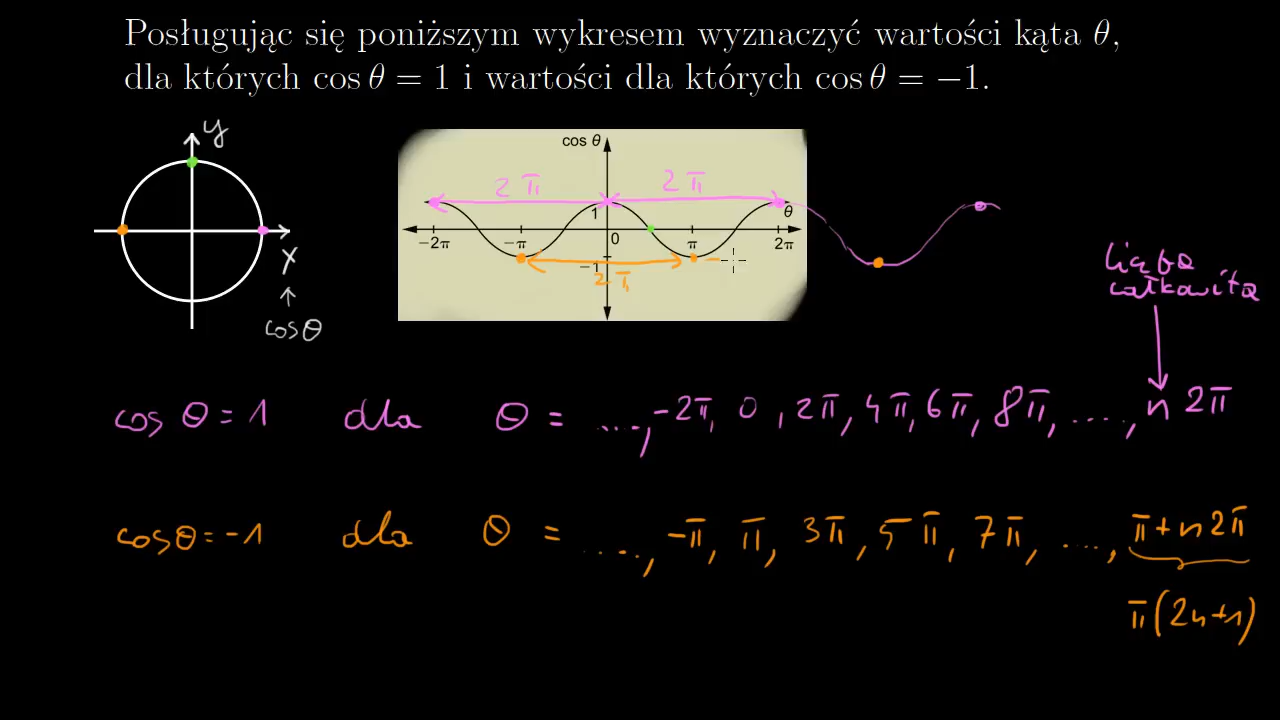 Posługując się poniższym wykresem wyznaczyć wartości kąta θ,
dla których cos θ = 1 i wartości dla których cos θ = −1.
y
x
↑
cosθ
cos θ
2π 2π
1
θ
−2π −π 0 π 2π
−1
2π
liczba
całkowita
cos θ = 1 dla θ = ...., -2π, 0, 2π, 4π, 6π, 8π, ...., n 2π
cosθ = -1 dla θ = ...., -π, π, 3π, 5π, 7π, ...., π+n2π
π(2n+1)